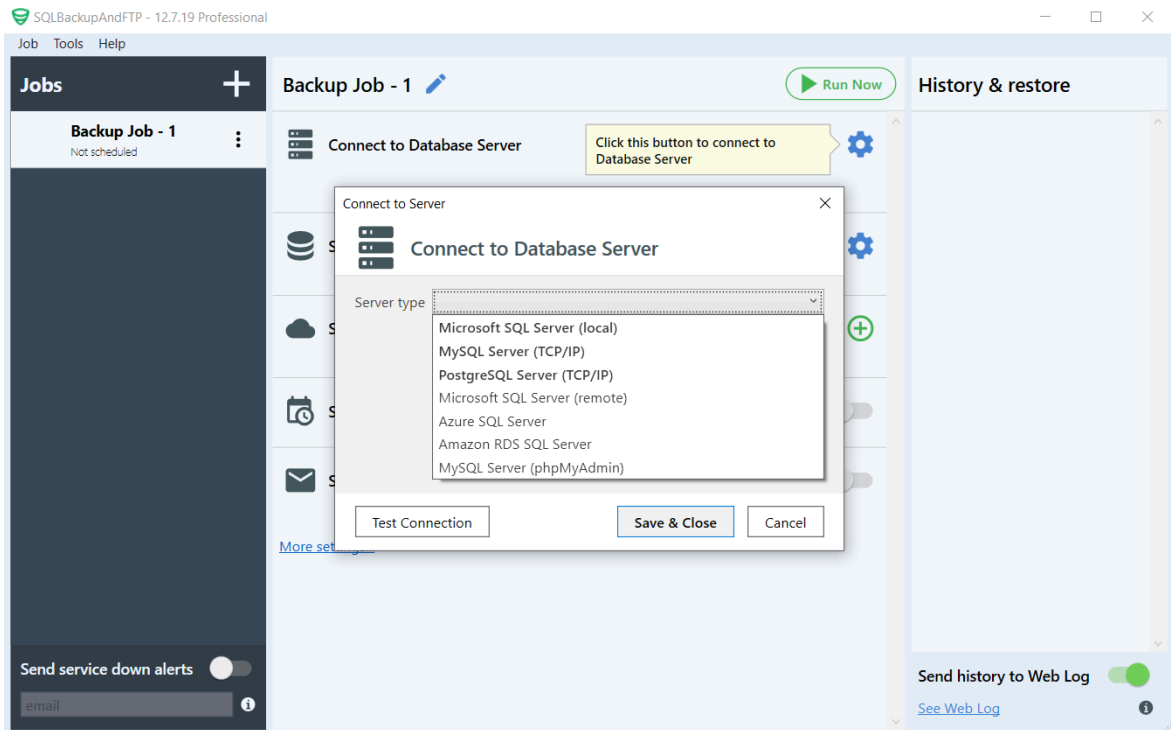 SQLBackupAndFTP - 12.7.19 Professional
Job Tools Help
Jobs
Backup Job - 1
Not scheduled
Send service down alerts
email
Backup Job - 1
Run Now
Connect to Database Server
Click this button to connect to
Database Server
S
S
S
S
More set
Connect to Server
Connect to Database Server
Server type
Microsoft SQL Server (local)
MySQL Server (TCP/IP)
PostgreSQL Server (TCP/IP)
Microsoft SQL Server (remote)
Azure SQL Server
Amazon RDS SQL Server
MySQL Server (phpMyAdmin)
Test Connection
Save & Close
Cancel
History & restore
Send history to Web Log
See Web Log